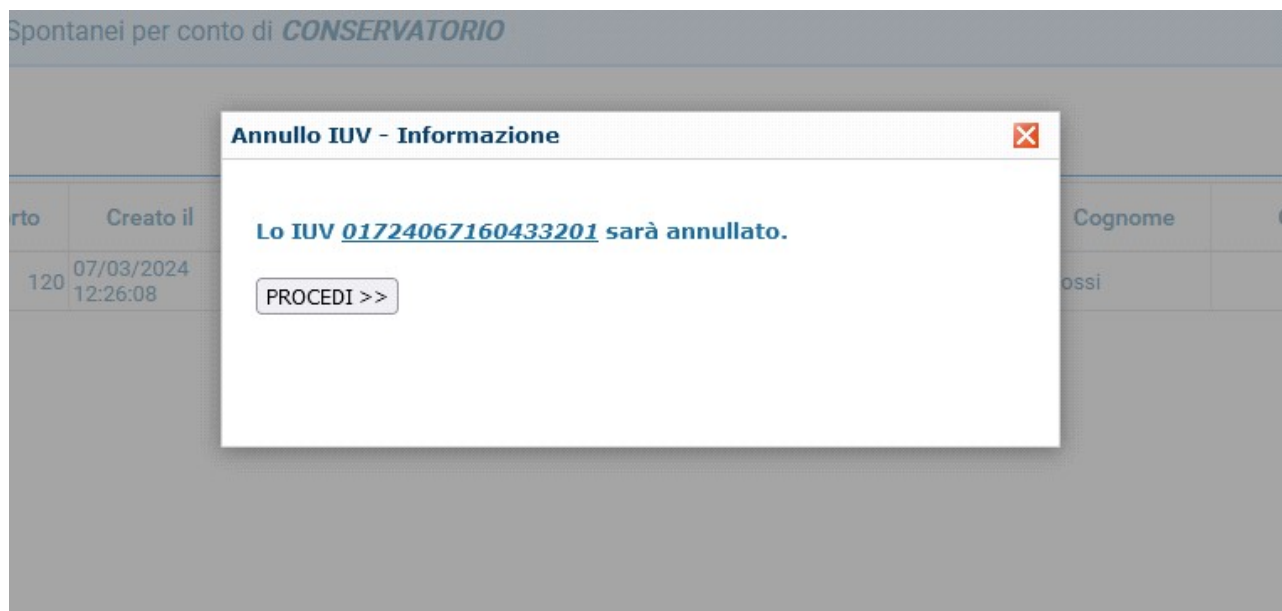 Spontanei per conto di CONSERVATORIO
Annullo IUV - Informazione
rto Creato il Cognome
Lo IUV 01724067160433201 sarà annullato.
120 07/03/2024 ossi
12:26:08
PROCEDI >>